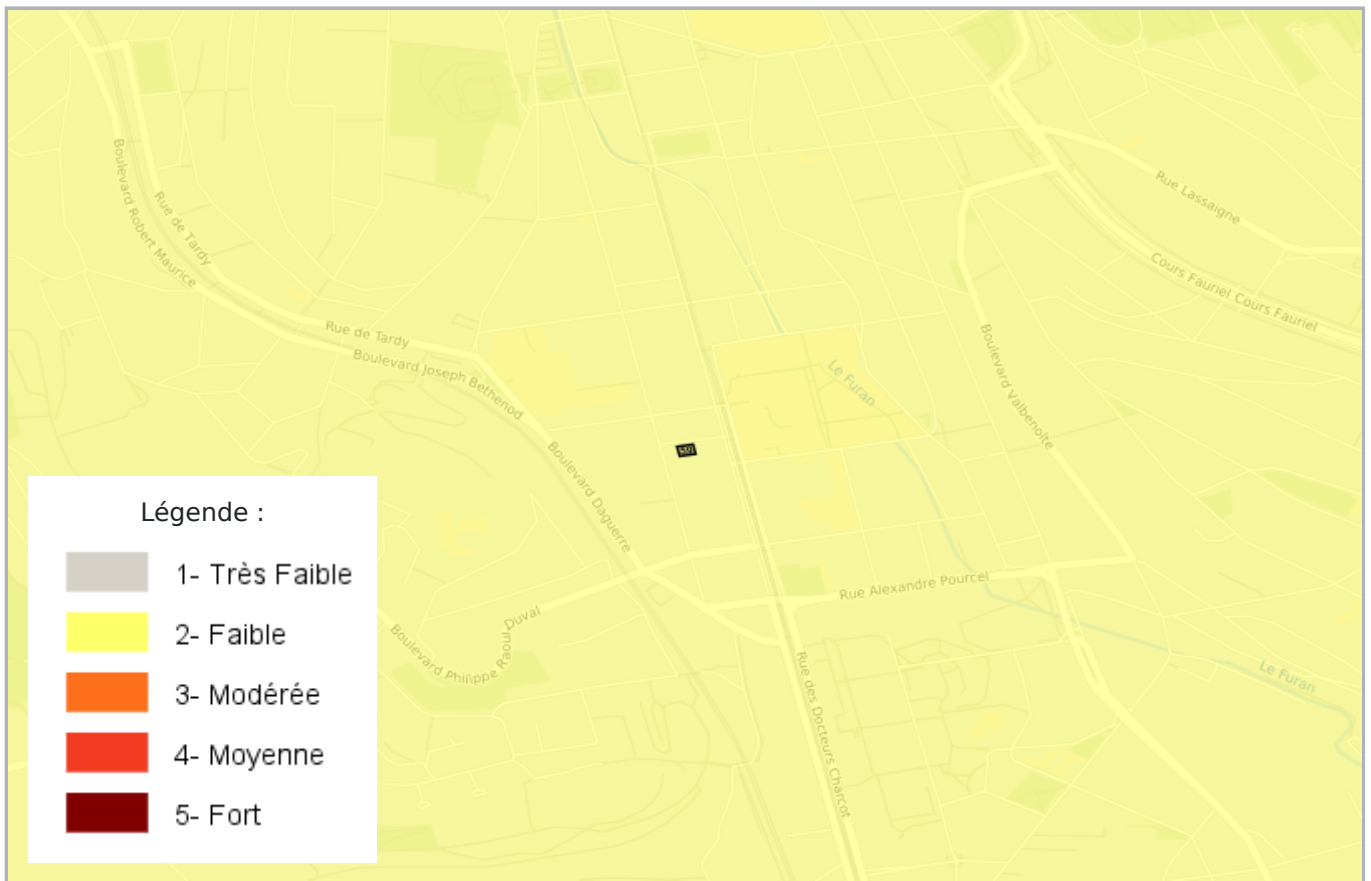 Boulevard Robert Maurice
Rue de Tardy
Rue de Tardy
Boulevard Joseph Bethenod
Boulevard Daguerre
Le Furan
Boulevard Valbenoîte
Rue Lassaigne
Cours Fauriel Cours Fauriel
Rue Alexandre Pourcel
Le Furan
Rue des Docteurs Charcot
Boulevard Philippe Raoul
Duval
Légende :
1- Très Faible
2- Faible
3- Modérée
4- Moyenne
5- Fort